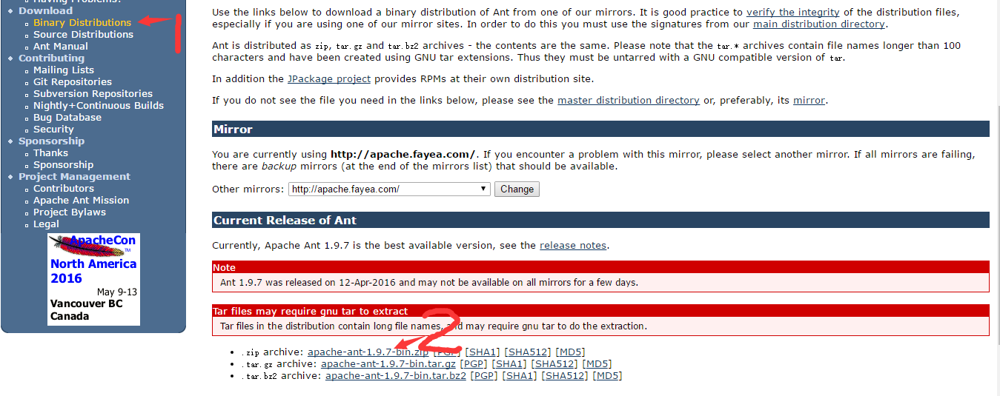 Having Problems?
Download
Binary Distributions
1
Source Distributions
Ant Manual
Contributing
Mailing Lists
Git Repositories
Subversion Repositories
Nightly+Continuous Builds
Bug Database
Security
Sponsorship
Thanks
Sponsorship
Project Management
Contributors
Apache Ant Mission
Project Bylaws
Legal
ApacheCon
TM
North America
2016
May 9-13
Vancouver BC
Canada
Use the links below to download a binary distribution of Ant from one of our mirrors. It is good practice to verify the integrity of the distribution files,
especially if you are using one of our mirror sites. In order to do this you must use the signatures from our main distribution directory.
Ant is distributed as zip, tar.gz and tar.bz2 archives - the contents are the same. Please note that the tar.* archives contain file names longer than 100
characters and have been created using GNU tar extensions. Thus they must be untarred with a GNU compatible version of tar.
In addition the JPackage project provides RPMs at their own distribution site.
If you do not see the file you need in the links below, please see the master distribution directory or, preferably, its mirror.
Mirror
You are currently using http://apache.fayea.com/. If you encounter a problem with this mirror, please select another mirror. If all mirrors are failing,
there are backup mirrors (at the end of the mirrors list) that should be available.
Other mirrors: http://apache.fayea.com/ Change
Current Release of Ant
Currently, Apache Ant 1.9.7 is the best available version, see the release notes.
Note
Ant 1.9.7 was released on 12-Apr-2016 and may not be available on all mirrors for a few days.
Tar files may require gnu tar to extract
Tar files in the distribution contain long file names, and may require gnu tar to do the extraction.
2
.zip archive: apache-ant-1.9.7-bin.zip [PGP] [SHA1] [SHA512] [MD5]
.tar.gz archive: apache-ant-1.9.7-bin.tar.gz [PGP] [SHA1] [SHA512] [MD5]
.tar.bz2 archive: apache-ant-1.9.7-bin.tar.bz2 [PGP] [SHA1] [SHA512] [MD5]